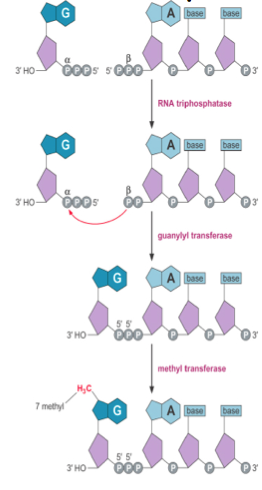 G A base base
α β
3' HO P P P 5' 5' P P P P P P 3'
RNA triphosphatase
G A base base
α β
3' HO P P P 5' P P P P P 3'
guanylyl transferase
G A base base
5' 5'
3' HO P P P P P P 3'
methyl transferase
H₃C
7 methyl G A base base
5' 5'
3' HO P P P P P P 3'